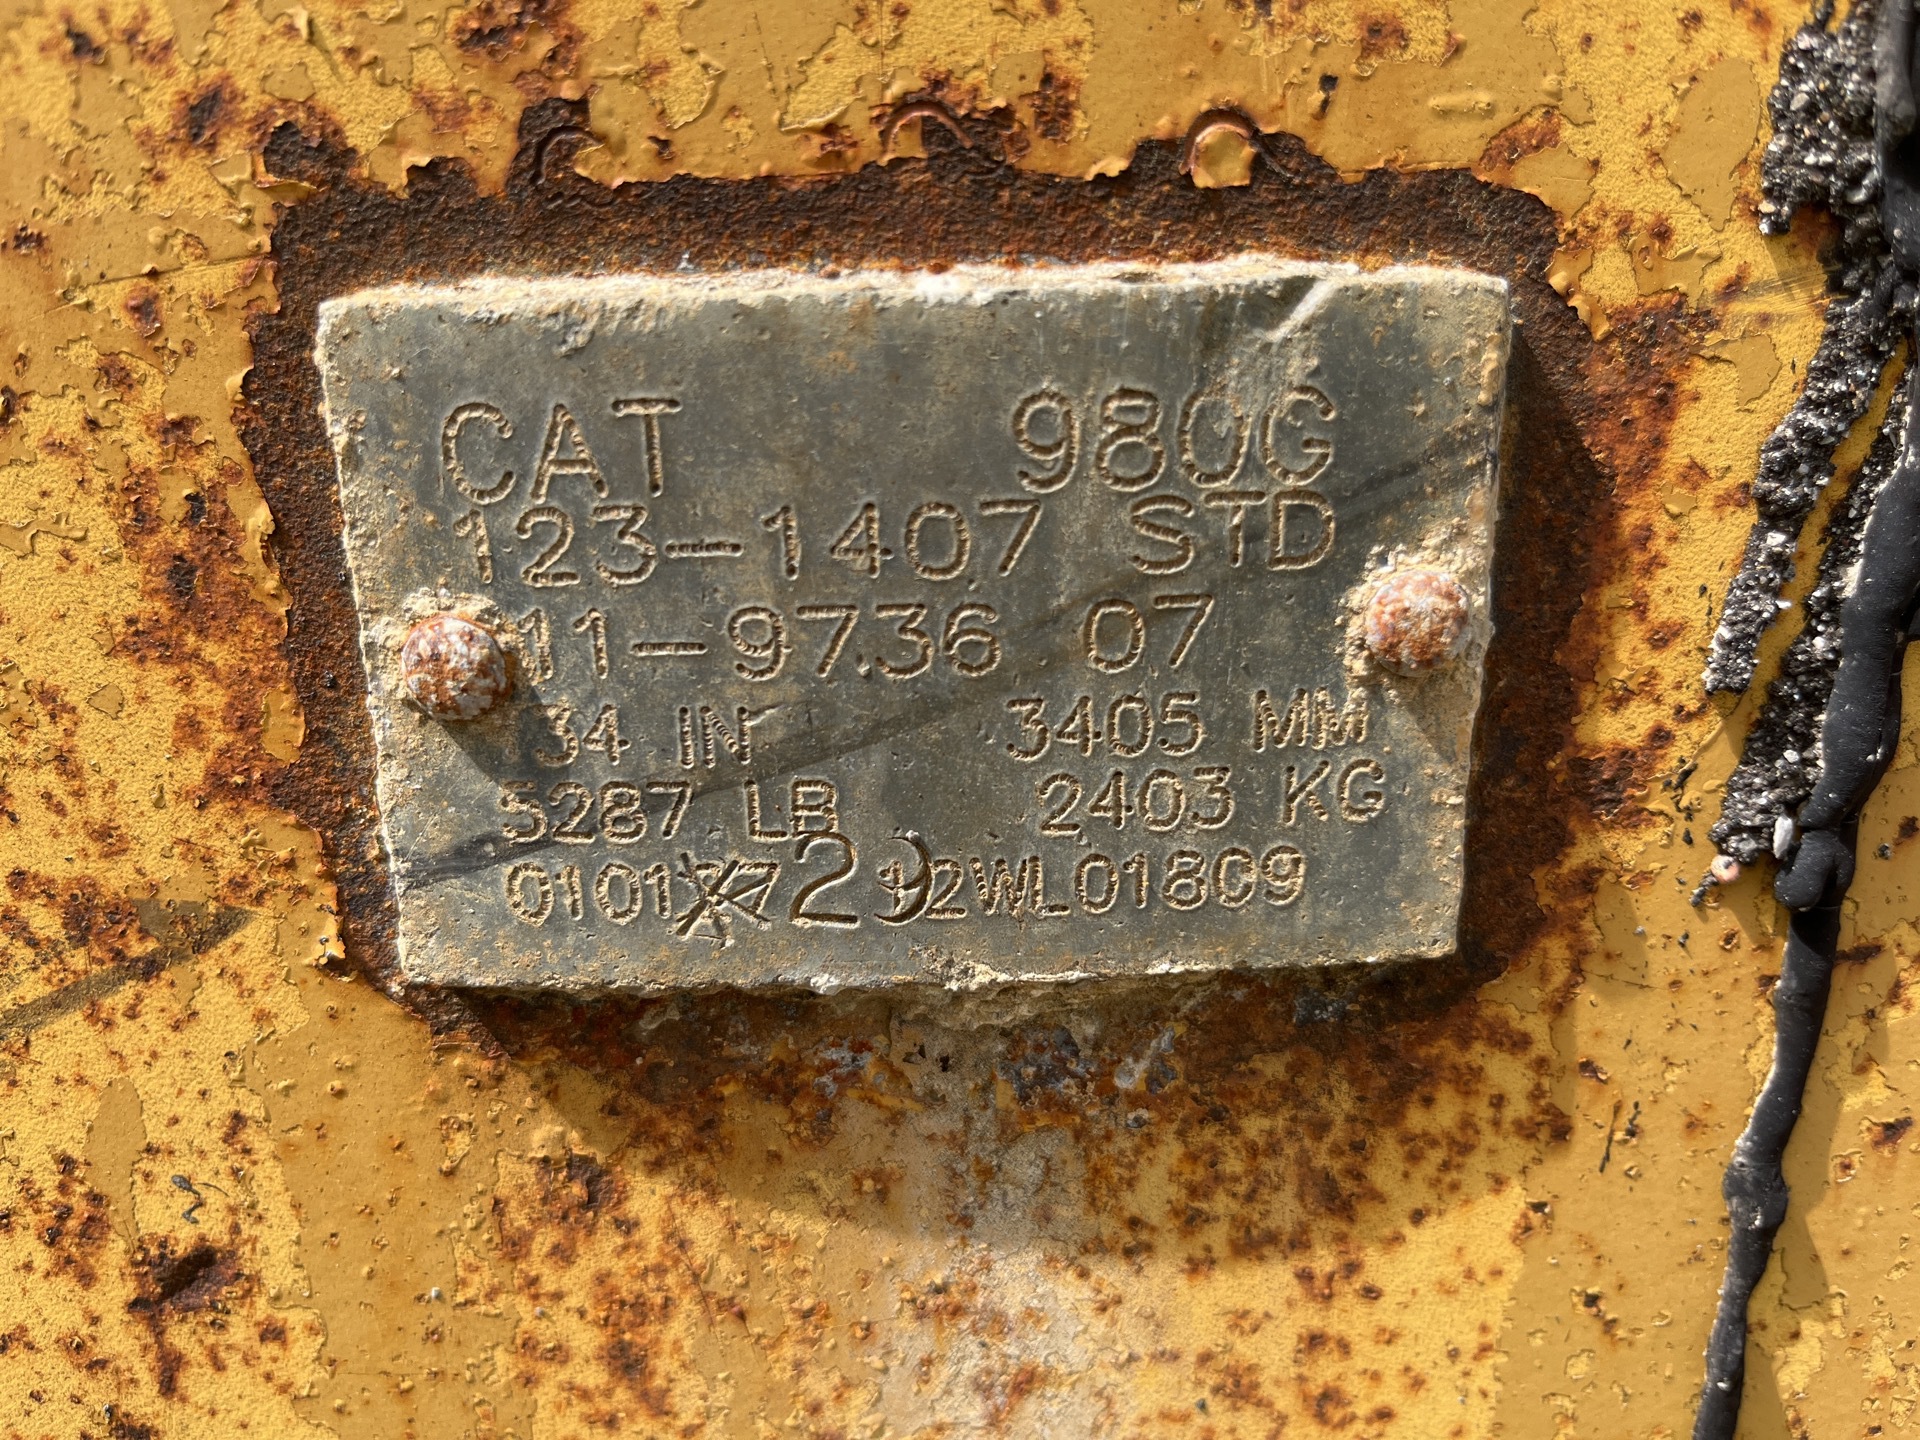 CAT 980G
123-1407 STD
11-97.36 07
34 IN 3405 MM
5287 LB 2403 KG
2WL01809